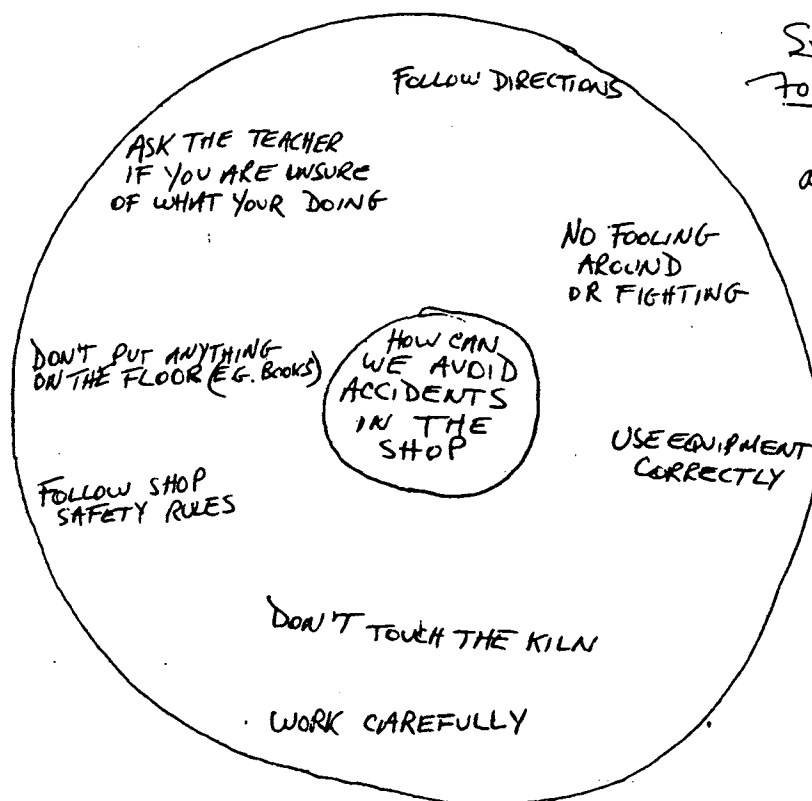 FOLLOW DIRECTIONS
ASK THE TEACHER
IF YOU ARE UNSURE
OF WHAT YOUR DOING
NO FOOLING
AROUND
OR FIGHTING
HOW CAN
WE AVOID
ACCIDENTS
IN THE
SHOP
DON'T PUT ANYTHING
ON THE FLOOR (EG. BOOKS)
USE EQUIPMENT
CORRECTLY
FOLLOW SHOP
SAFETY RULES
DON'T TOUCH THE KILN
WORK CAREFULLY